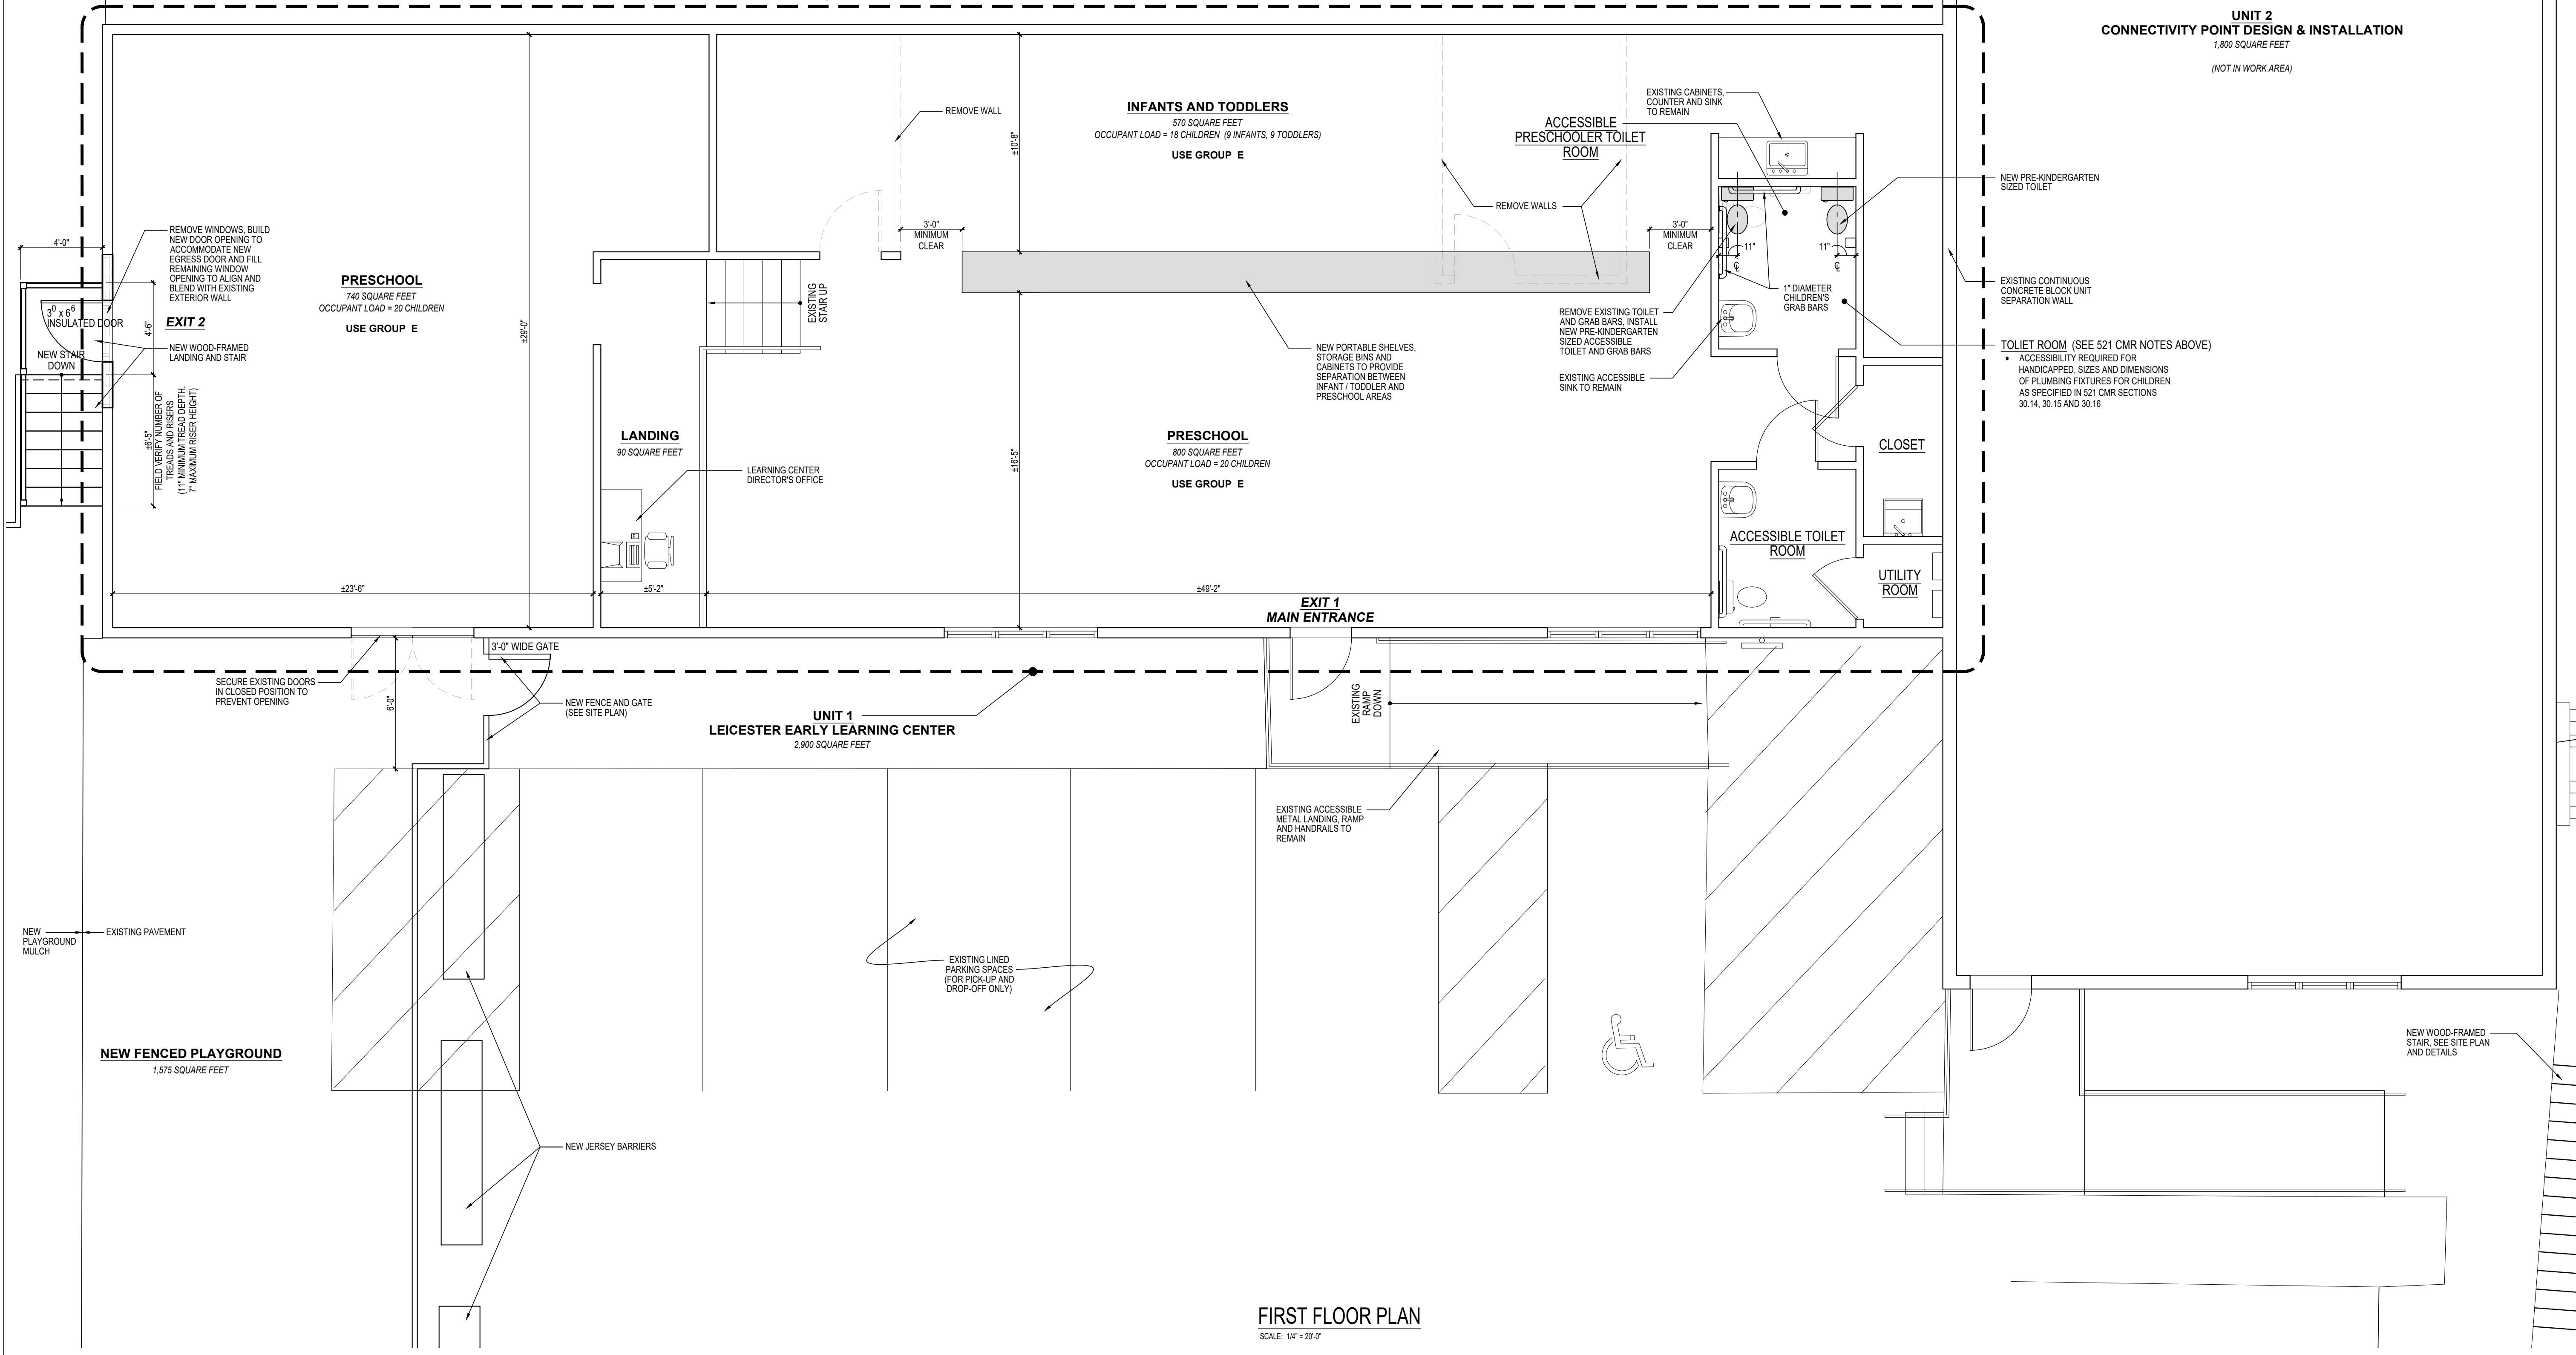 UNIT 2
CONNECTIVITY POINT DESIGN & INSTALLATION
1,800 SQUARE FEET
(NOT IN WORK AREA)
INFANTS AND TODDLERS
570 SQUARE FEET
OCCUPANT LOAD = 18 CHILDREN (9 INFANTS, 9 TODDLERS)
USE GROUP E
REMOVE WALL
±10'-8"
EXISTING CABINETS,
COUNTER AND SINK
TO REMAIN
ACCESSIBLE
PRESCHOOLER TOILET
ROOM
NEW PRE-KINDERGARTEN
SIZED TOILET
REMOVE WALLS
3'-0"
MINIMUM
CLEAR
3'-0"
MINIMUM
CLEAR
11"
11"
℄
℄
1" DIAMETER
CHILDREN'S
GRAB BARS
EXISTING CONTINUOUS
CONCRETE BLOCK UNIT
SEPARATION WALL
4'-0"
REMOVE WINDOWS, BUILD
NEW DOOR OPENING TO
ACCOMMODATE NEW
EGRESS DOOR AND FILL
REMAINING WINDOW
OPENING TO ALIGN AND
BLEND WITH EXISTING
EXTERIOR WALL
3⁰ x 6⁶
INSULATED DOOR
EXIT 2
4'-6"
NEW WOOD-FRAMED
LANDING AND STAIR
NEW STAIR
DOWN
±6'-5"
FIELD VERIFY NUMBER OF
TREADS AND RISERS
(11" MINIMUM TREAD DEPTH,
7" MAXIMUM RISER HEIGHT)
PRESCHOOL
740 SQUARE FEET
OCCUPANT LOAD = 20 CHILDREN
USE GROUP E
±29'-0"
EXISTING
STAIR UP
NEW PORTABLE SHELVES,
STORAGE BINS AND
CABINETS TO PROVIDE
SEPARATION BETWEEN
INFANT / TODDLER AND
PRESCHOOL AREAS
REMOVE EXISTING TOILET
AND GRAB BARS, INSTALL
NEW PRE-KINDERGARTEN
SIZED ACCESSIBLE
TOILET AND GRAB BARS
EXISTING ACCESSIBLE
SINK TO REMAIN
TOLIET ROOM (SEE 521 CMR NOTES ABOVE)
• ACCESSIBILITY REQUIRED FOR
HANDICAPPED, SIZES AND DIMENSIONS
OF PLUMBING FIXTURES FOR CHILDREN
AS SPECIFIED IN 521 CMR SECTIONS
30.14, 30.15 AND 30.16
LANDING
90 SQUARE FEET
LEARNING CENTER
DIRECTOR'S OFFICE
±16'-5"
PRESCHOOL
800 SQUARE FEET
OCCUPANT LOAD = 20 CHILDREN
USE GROUP E
CLOSET
ACCESSIBLE TOILET
ROOM
UTILITY
ROOM
±23'-6"
±5'-2"
±49'-2"
EXIT 1
MAIN ENTRANCE
3'-0" WIDE GATE
SECURE EXISTING DOORS
IN CLOSED POSITION TO
PREVENT OPENING
6'-0"
NEW FENCE AND GATE
(SEE SITE PLAN)
UNIT 1
LEICESTER EARLY LEARNING CENTER
2,900 SQUARE FEET
EXISTING
RAMP
DOWN
EXISTING ACCESSIBLE
METAL LANDING, RAMP
AND HANDRAILS TO
REMAIN
NEW
PLAYGROUND
MULCH
EXISTING PAVEMENT
EXISTING LINED
PARKING SPACES
(FOR PICK-UP AND
DROP-OFF ONLY)
NEW FENCED PLAYGROUND
1,575 SQUARE FEET
NEW WOOD-FRAMED
STAIR, SEE SITE PLAN
AND DETAILS
NEW JERSEY BARRIERS
FIRST FLOOR PLAN
SCALE: 1/4" = 20'-0"